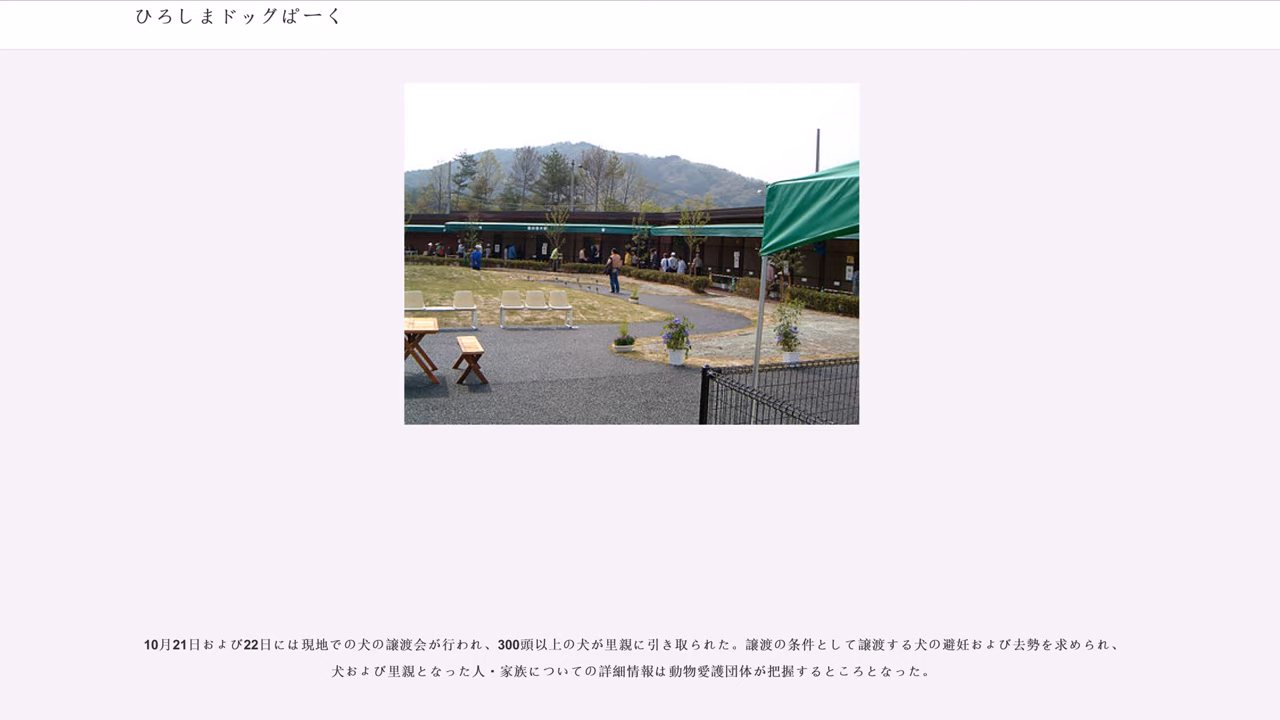 ひろしまドッグぱーく
10月21日および22日には現地での犬の譲渡会が行われ、300頭以上の犬が里親に引き取られた。譲渡の条件として譲渡する犬の避妊および去勢を求められ、
犬および里親となった人・家族についての詳細情報は動物愛護団体が把握するところとなった。